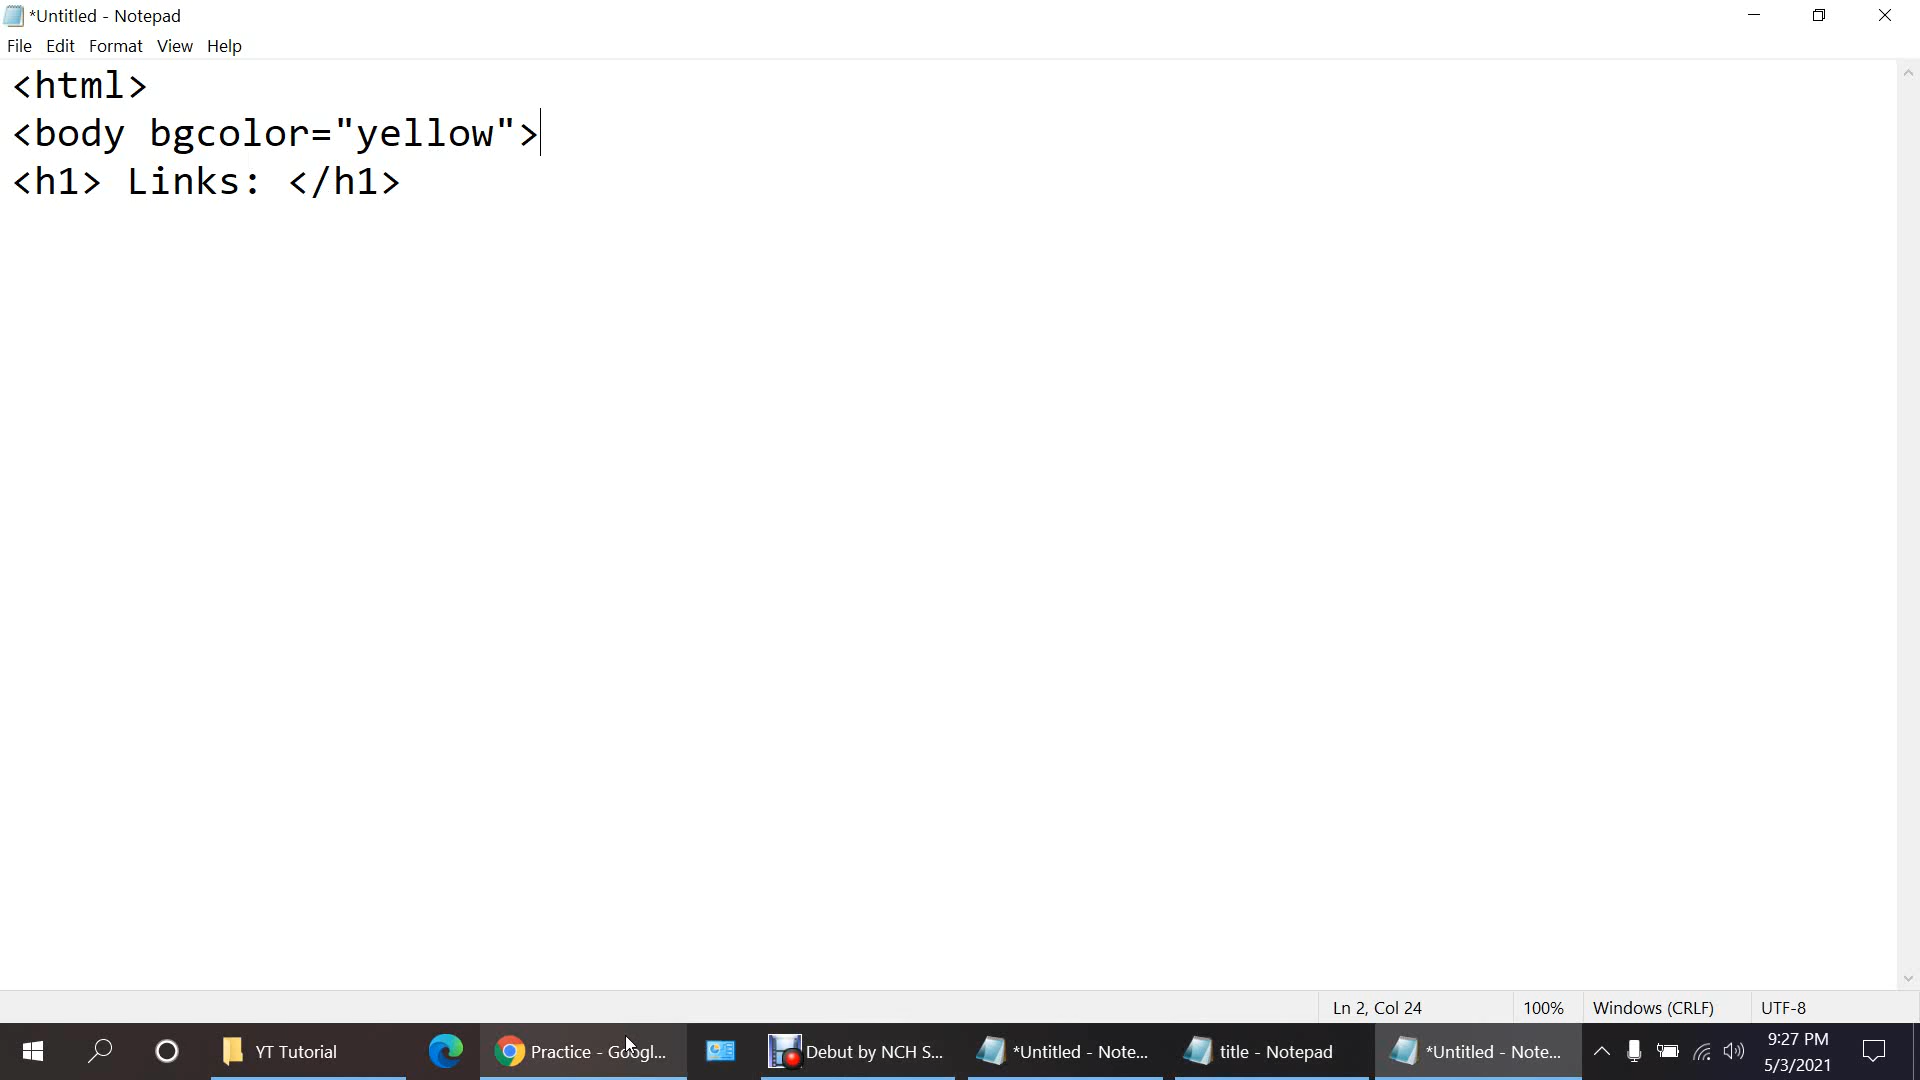 *Untitled - Notepad
File Edit Format View Help
<html>
<body bgcolor="yellow">
<h1> Links: </h1>
Ln 2, Col 24 100% Windows (CRLF) UTF-8
YT Tutorial Practice - Googl... Debut by NCH S... *Untitled - Note... title - Notepad *Untitled - Note... 9:27 PM
5/3/2021